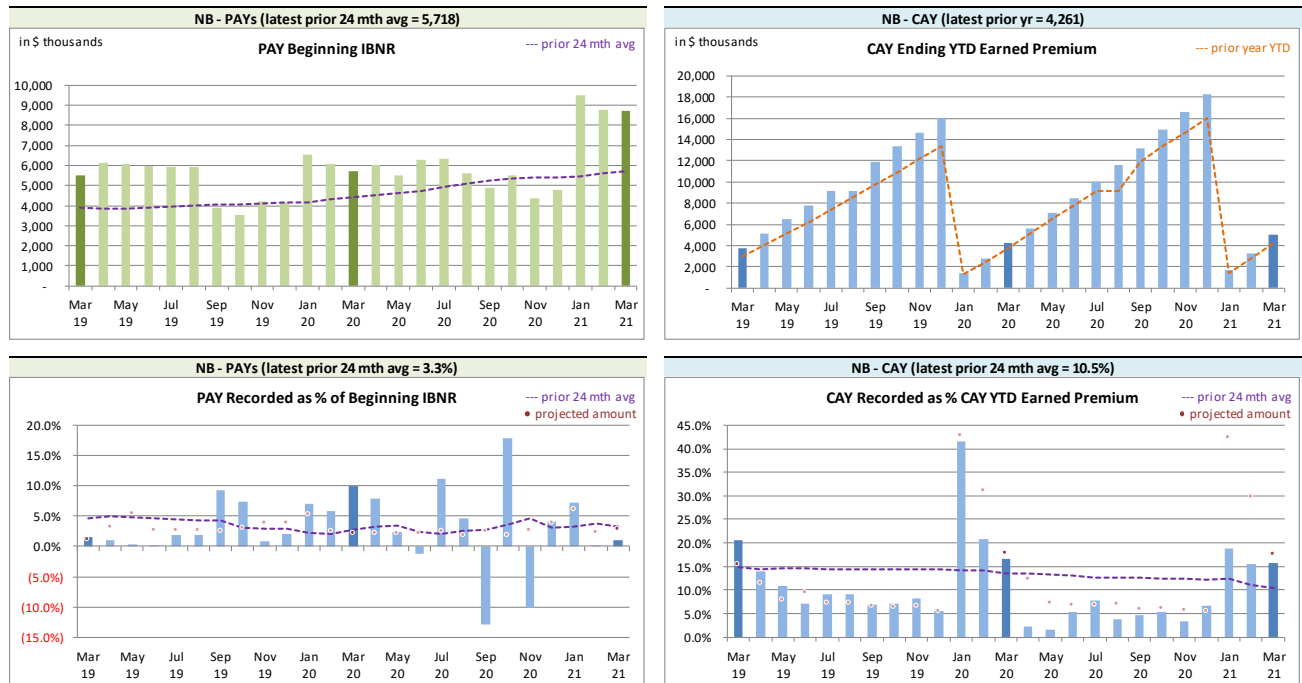 NB - PAYs (latest prior 24 mth avg = 5,718)
in $ thousands
PAY Beginning IBNR
--- prior 24 mth avg
10,000
9,000
8,000
7,000
6,000
5,000
4,000
3,000
2,000
1,000
-
Mar May Jul Sep Nov Jan Mar May Jul Sep Nov Jan Mar
19 19 19 19 19 20 20 20 20 20 20 21 21
NB - CAY (latest prior yr = 4,261)
in $ thousands
CAY Ending YTD Earned Premium
--- prior year YTD
20,000
18,000
16,000
14,000
12,000
10,000
8,000
6,000
4,000
2,000
-
Mar May Jul Sep Nov Jan Mar May Jul Sep Nov Jan Mar
19 19 19 19 19 20 20 20 20 20 20 21 21
NB - PAYs (latest prior 24 mth avg = 3.3%)
PAY Recorded as % of Beginning IBNR
--- prior 24 mth avg
• projected amount
20.0%
15.0%
10.0%
5.0%
0.0%
(5.0%)
(10.0%)
(15.0%)
Mar May Jul Sep Nov Jan Mar May Jul Sep Nov Jan Mar
19 19 19 19 19 20 20 20 20 20 20 21 21
NB - CAY (latest prior 24 mth avg = 10.5%)
CAY Recorded as % CAY YTD Earned Premium
--- prior 24 mth avg
• projected amount
45.0%
40.0%
35.0%
30.0%
25.0%
20.0%
15.0%
10.0%
5.0%
0.0%
Mar May Jul Sep Nov Jan Mar May Jul Sep Nov Jan Mar
19 19 19 19 19 20 20 20 20 20 20 21 21